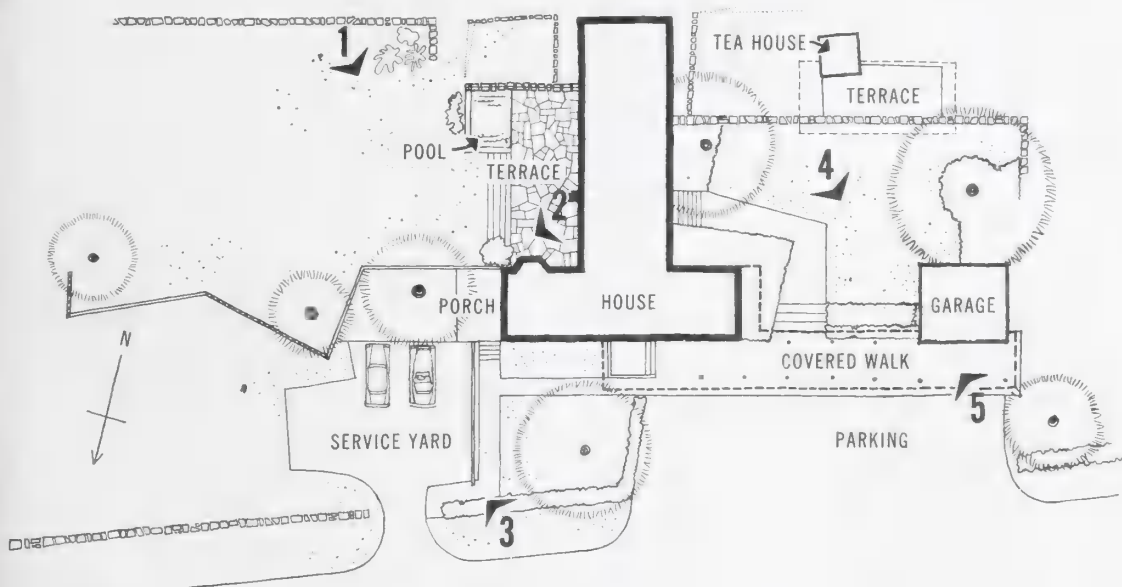 1
TEA HOUSE
TERRACE
POOL
TERRACE
4
2
PORCH
HOUSE
GARAGE
N
COVERED WALK
5
SERVICE YARD
PARKING
3